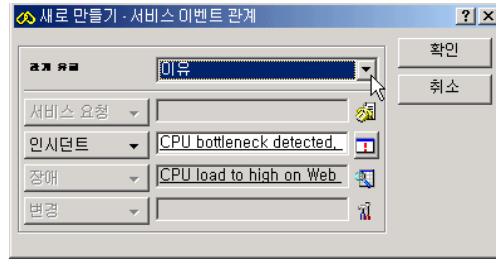 새로 만들기 - 서비스 이벤트 관계
확인
관계 유형
이유
취소
서비스 요청
인시던트
CPU bottleneck detected,
장애
CPU load to high on Web
변경